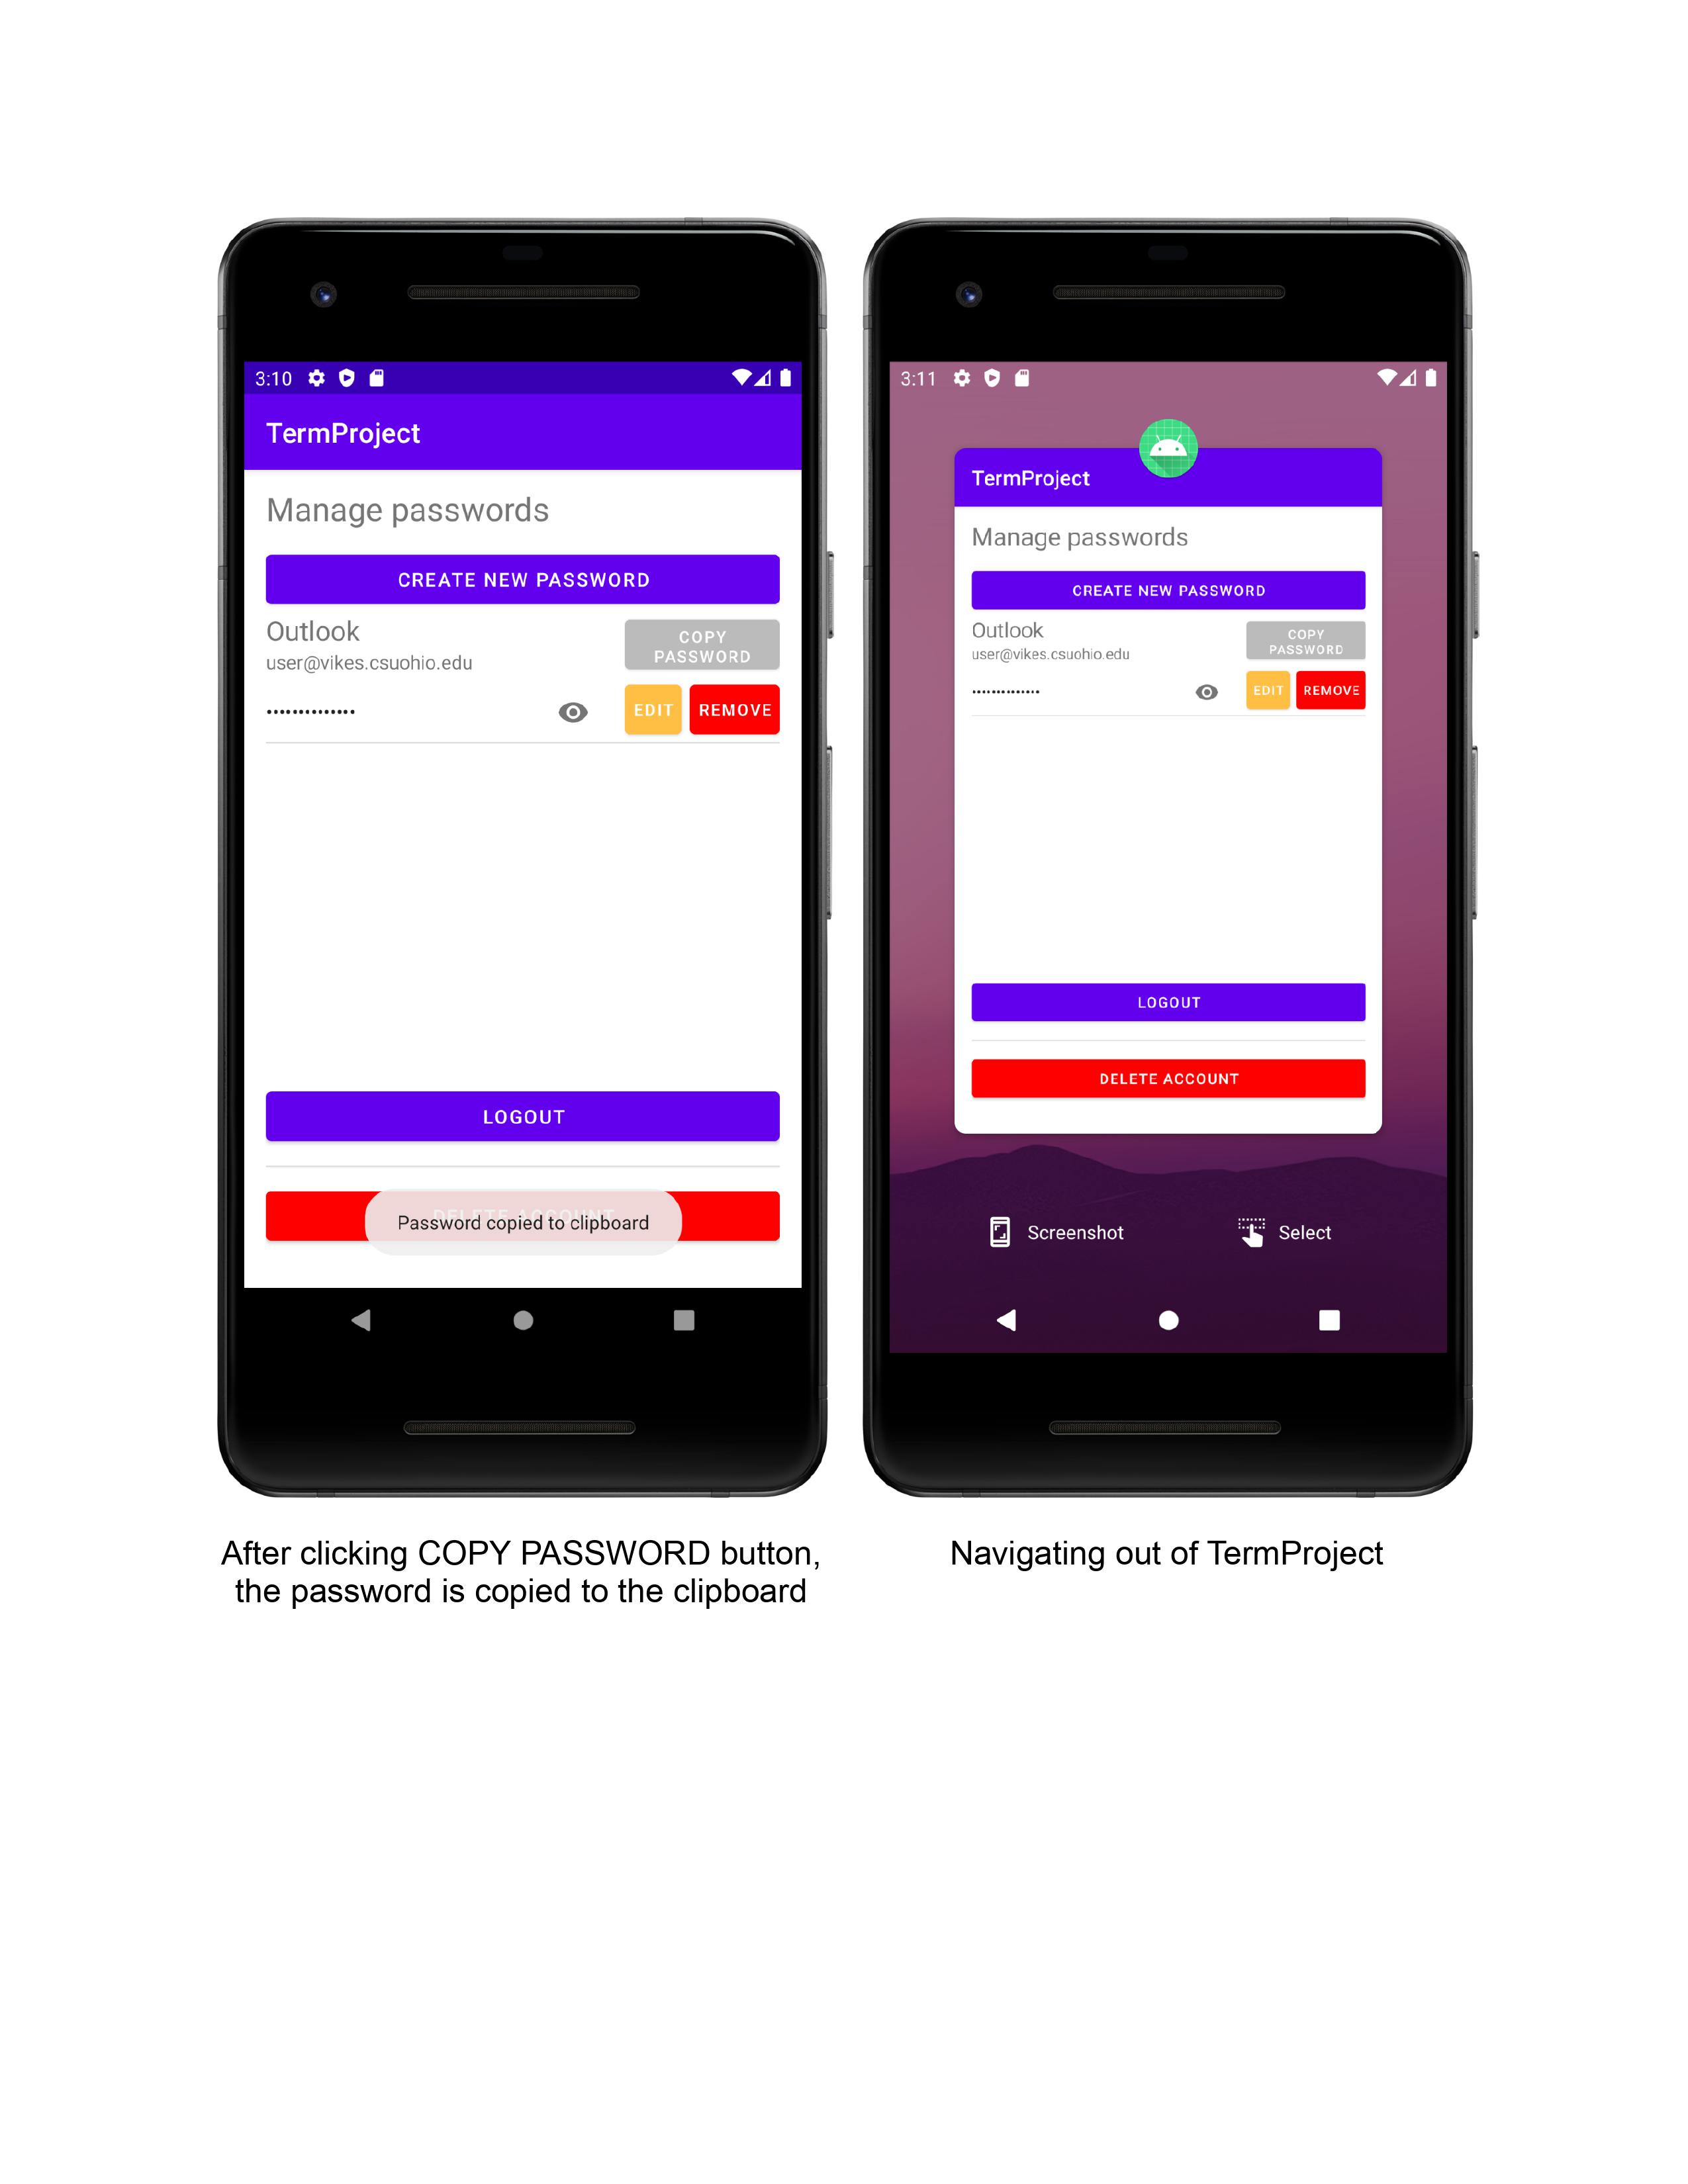 3:10
TermProject
Manage passwords
CREATE NEW PASSWORD
Outlook
COPY
PASSWORD
user@vikes.csuohio.edu
••••••••••••••
EDIT
REMOVE
LOGOUT
DELETE ACCOUNT
Password copied to clipboard
After clicking COPY PASSWORD button,
the password is copied to the clipboard
3:11
TermProject
Manage passwords
CREATE NEW PASSWORD
Outlook
COPY
PASSWORD
user@vikes.csuohio.edu
••••••••••••••
EDIT
REMOVE
LOGOUT
DELETE ACCOUNT
Screenshot
Select
Navigating out of TermProject